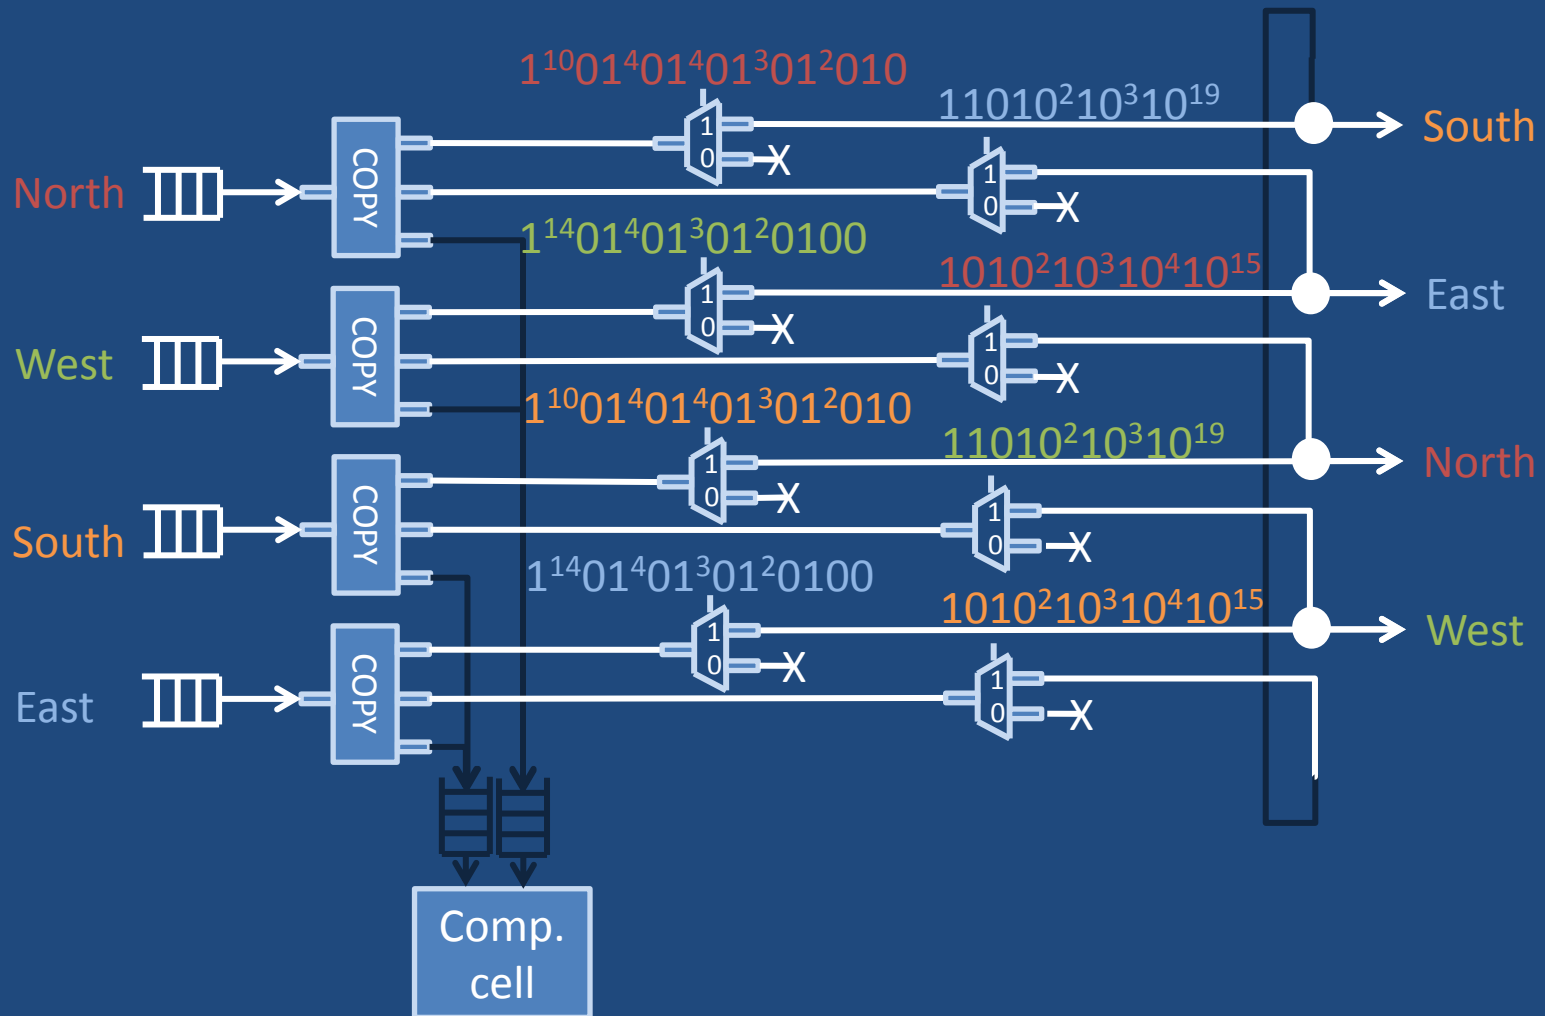 1¹⁰01⁴01⁴01³01²010
11010²10³10¹⁹
South
North
COPY
1
0
X
1
0
X
1¹⁴01⁴01³01²0100
1010²10³10⁴10¹⁵
East
West
COPY
1
0
X
1
0
X
1¹⁰01⁴01⁴01³01²010
11010²10³10¹⁹
North
South
COPY
1
0
X
1
0
X
1¹⁴01⁴01³01²0100
1010²10³10⁴10¹⁵
West
East
COPY
1
0
X
1
0
X
Comp.
cell